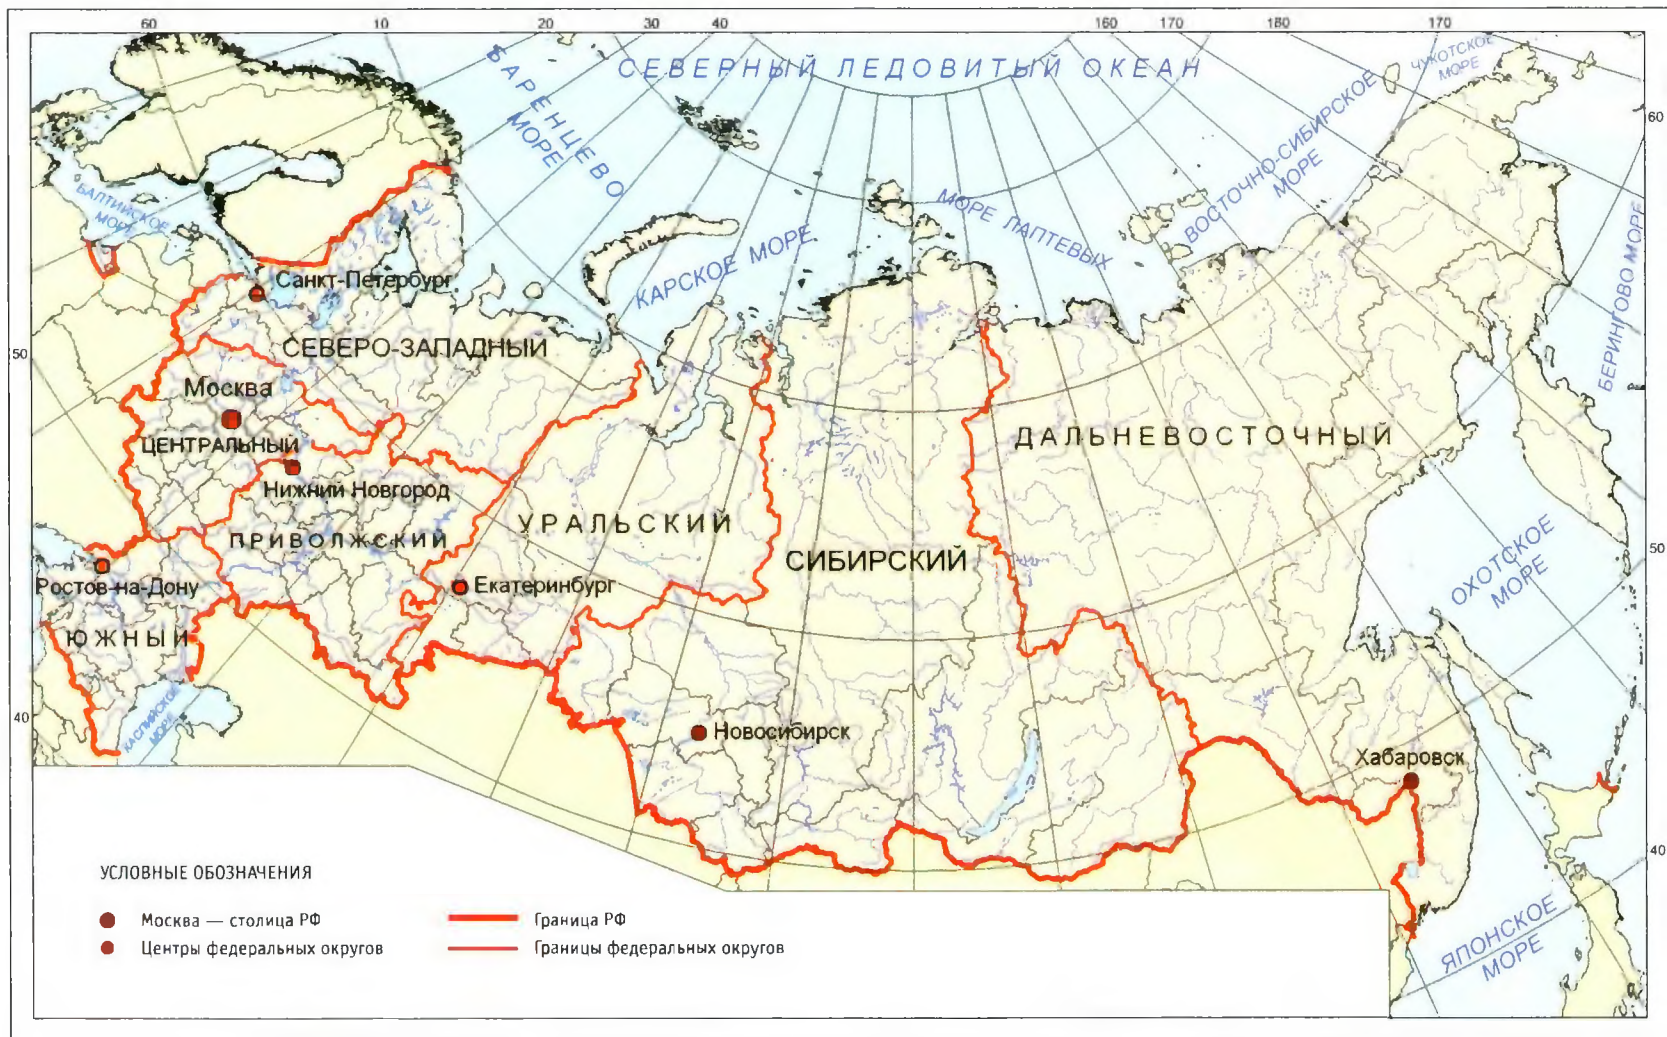 60 10 20 30 40 160 170 180 170
СЕВЕРНЫЙ ЛЕДОВИТЫЙ ОКЕАН
ЧУКОТСКОЕ
МОРЕ
БАРЕНЦЕВО
МОРЕ
ВОСТОЧНО-СИБИРСКОЕ
МОРЕ
60
БАЛТИЙСКОЕ
МОРЕ
МОРЕ ЛАПТЕВЫХ
КАРСКОЕ МОРЕ
БЕРИНГОВО МОРЕ
Санкт-Петербург
СЕВЕРО-ЗАПАДНЫЙ
50
Москва
ЦЕНТРАЛЬНЫЙ
ДАЛЬНЕВОСТОЧНЫЙ
Нижний Новгород
УРАЛЬСКИЙ
ПРИВОЛЖСКИЙ
СИБИРСКИЙ
50
ОХОТСКОЕ
МОРЕ
Ростов-на-Дону
Екатеринбург
ЮЖНЫЙ
40
КАСПИЙСКОЕ
МОРЕ
Новосибирск
Хабаровск
40
ЯПОНСКОЕ
МОРЕ
УСЛОВНЫЕ ОБОЗНАЧЕНИЯ
Москва — столица РФ
Граница РФ
Центры федеральных округов
Границы федеральных округов